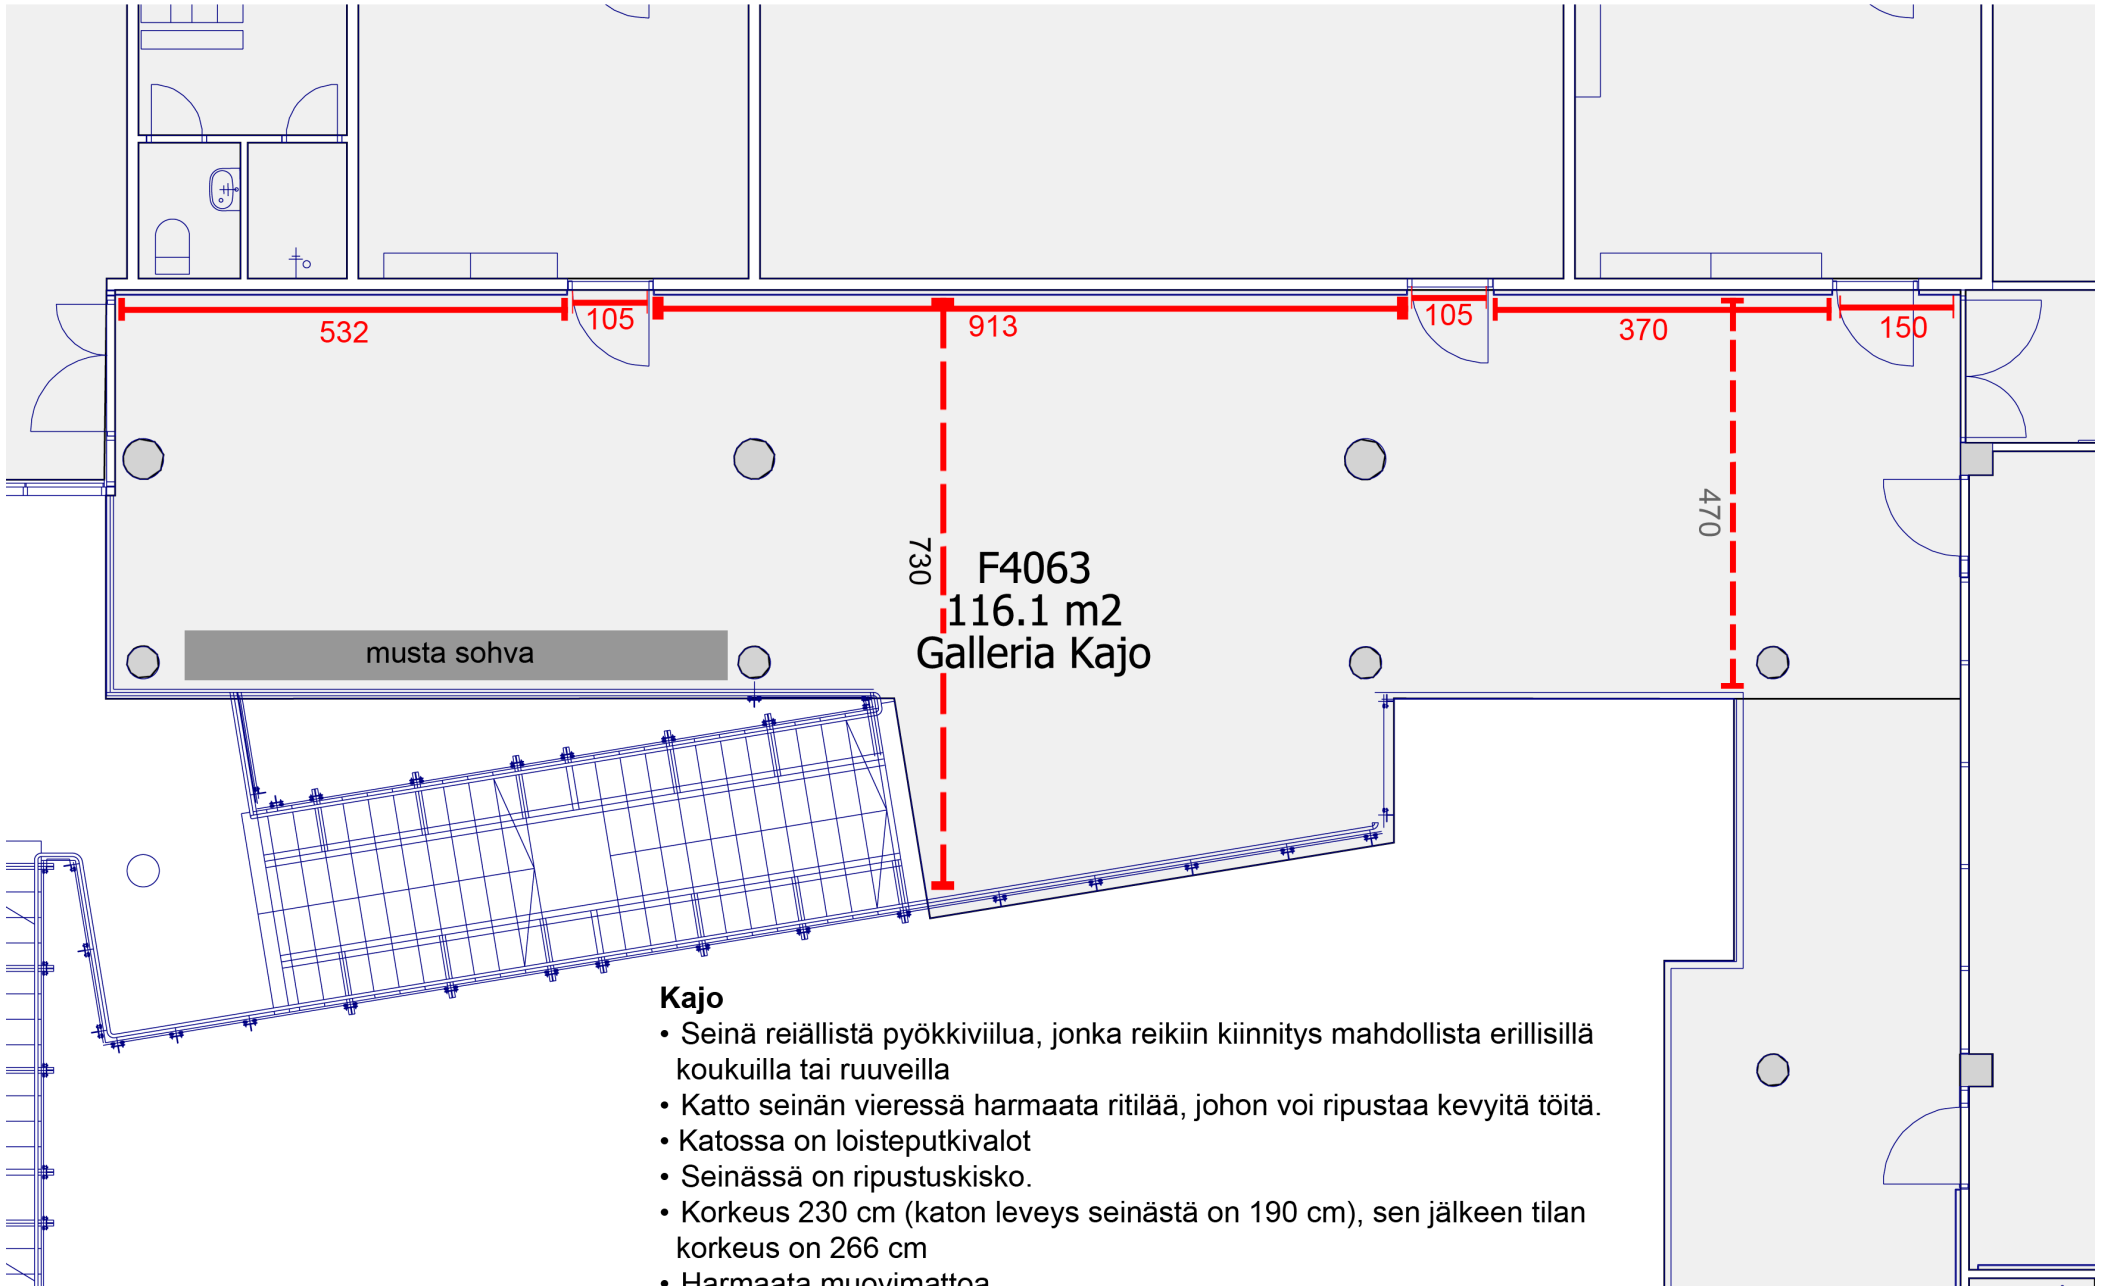 532
105
913
105
370
150
470
730
F4063
116.1 m2
Galleria Kajo
musta sohva
Kajo
• Seinä reiällistä pyökkiviilua, jonka reikiin kiinnitys mahdollista erillisillä
koukuilla tai ruuveilla
• Katto seinän vieressä harmaata ritilää, johon voi ripustaa kevyitä töitä.
• Katossa on loisteputkivalot
• Seinässä on ripustuskisko.
• Korkeus 230 cm (katon leveys seinästä on 190 cm), sen jälkeen tilan
korkeus on 266 cm
• Harmaata muovimattoa